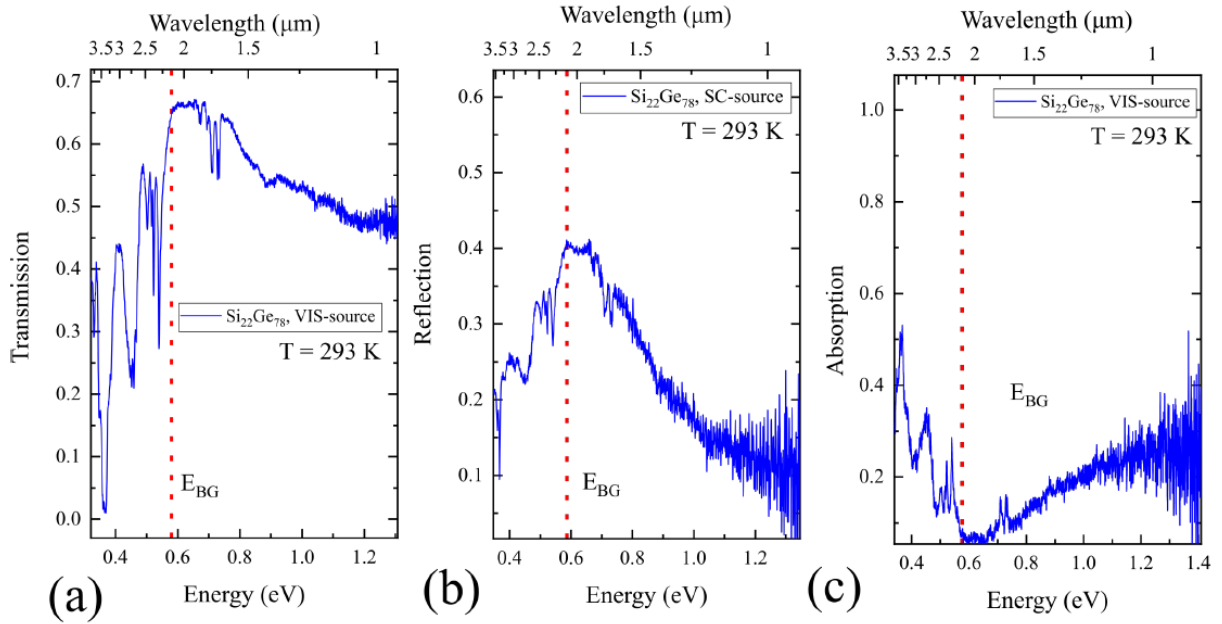 Wavelength (μm)
3.53 2.5 2 1.5 1
0.7
0.6
0.5
0.4
0.3
0.2
0.1
0.0
Transmission
Si22Ge78, VIS-source
T = 293 K
EBG
0.4 0.6 0.8 1.0 1.2
Energy (eV)
(a)
Wavelength (μm)
3.53 2.5 2 1.5 1
0.6
0.5
0.4
0.3
0.2
0.1
Reflection
Si22Ge78, SC-source
T = 293 K
EBG
0.4 0.6 0.8 1.0 1.2
Energy (eV)
(b)
Wavelength (μm)
3.53 2.5 2 1.5 1
1.0
0.8
0.6
0.4
0.2
Absorption
Si22Ge78, VIS-source
T = 293 K
EBG
0.4 0.6 0.8 1.0 1.2 1.4
Energy (eV)
(c)